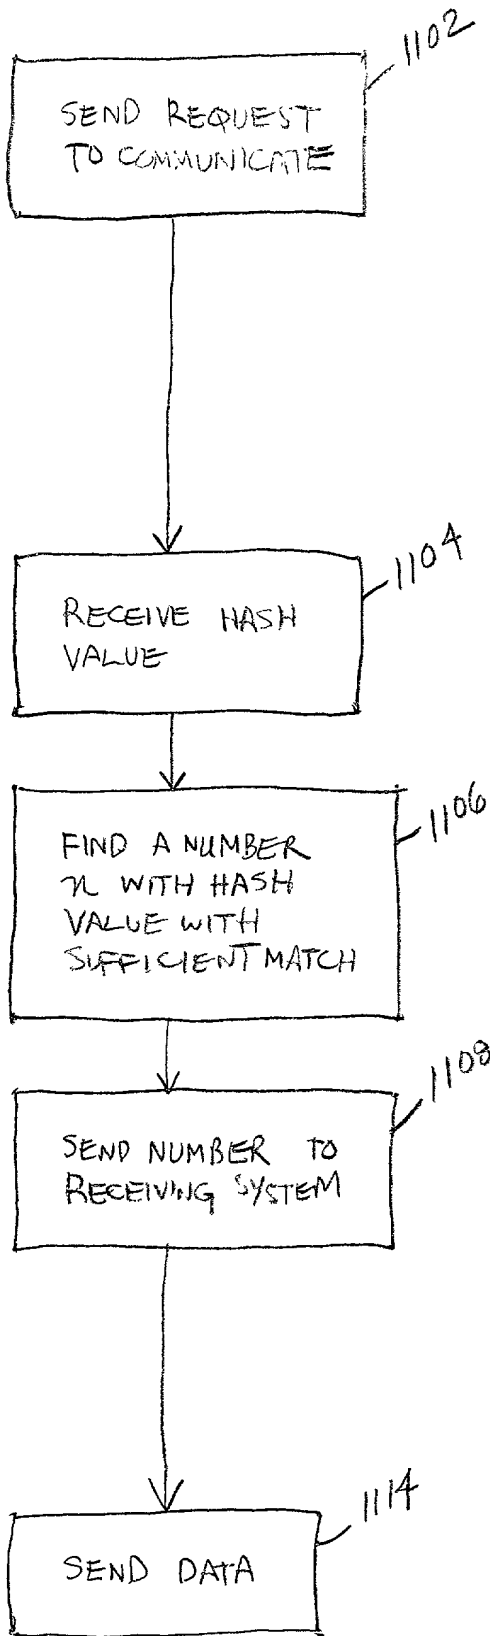 1102
SEND REQUEST
TO COMMUNICATE
1104
RECEIVE HASH
VALUE
1106
FIND A NUMBER
n WITH HASH
VALUE WITH
SUFFICIENT MATCH
1108
SEND NUMBER TO
RECEIVING SYSTEM
1114
SEND DATA